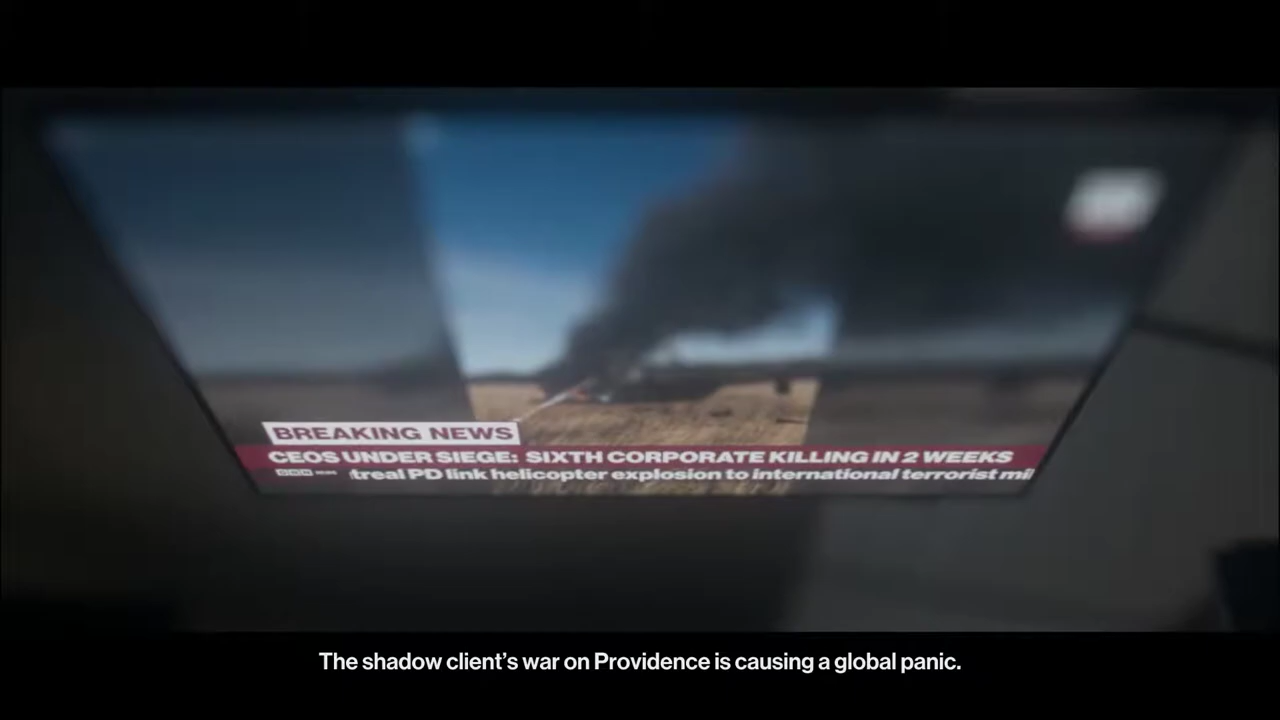 BREAKING NEWS
CEOS UNDER SIEGE: SIXTH CORPORATE KILLING IN 2 WEEKS
treal PD link helicopter explosion to international terrorist mil
The shadow client's war on Providence is causing a global panic.